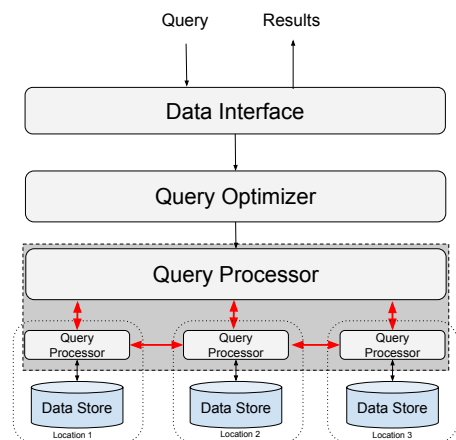 Query Results
Data Interface
Query Optimizer
Query Processor
Query Processor
Query Processor
Query Processor
Data Store
Data Store
Data Store
Location 1
Location 2
Location 3